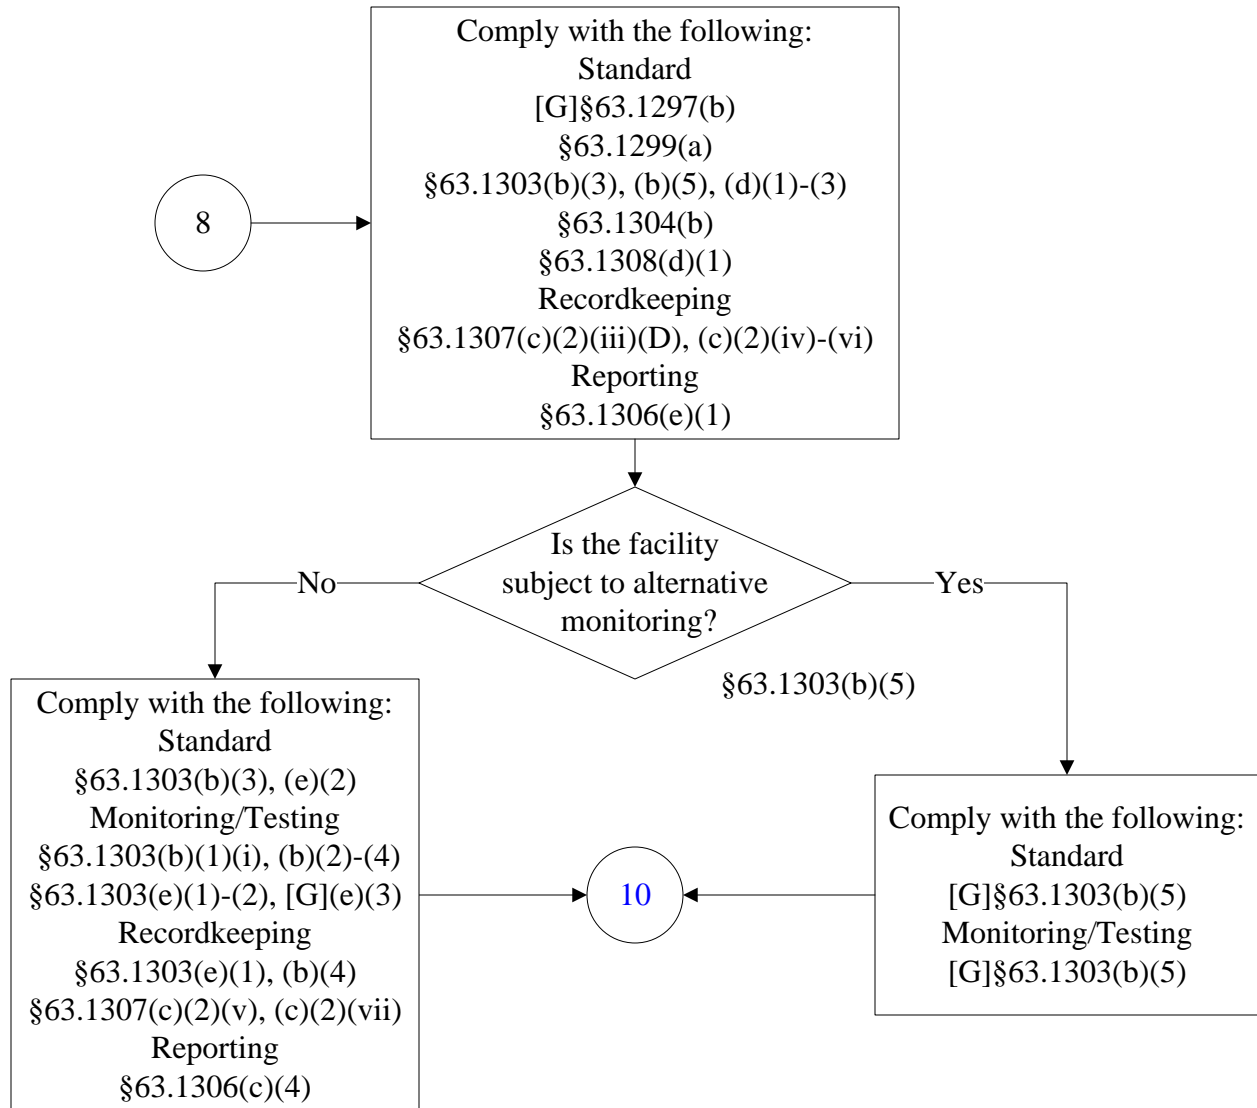 Comply with the following:
Standard
[G]§63.1297(b)
§63.1299(a)
§63.1303(b)(3), (b)(5), (d)(1)-(3)
§63.1304(b)
§63.1308(d)(1)
Recordkeeping
§63.1307(c)(2)(iii)(D), (c)(2)(iv)-(vi)
Reporting
§63.1306(e)(1)
8
Is the facility
subject to alternative
monitoring?
No
Yes
§63.1303(b)(5)
Comply with the following:
Standard
§63.1303(b)(3), (e)(2)
Monitoring/Testing
§63.1303(b)(1)(i), (b)(2)-(4)
§63.1303(e)(1)-(2), [G](e)(3)
Recordkeeping
§63.1303(e)(1), (b)(4)
§63.1307(c)(2)(v), (c)(2)(vii)
Reporting
§63.1306(c)(4)
10
Comply with the following:
Standard
[G]§63.1303(b)(5)
Monitoring/Testing
[G]§63.1303(b)(5)